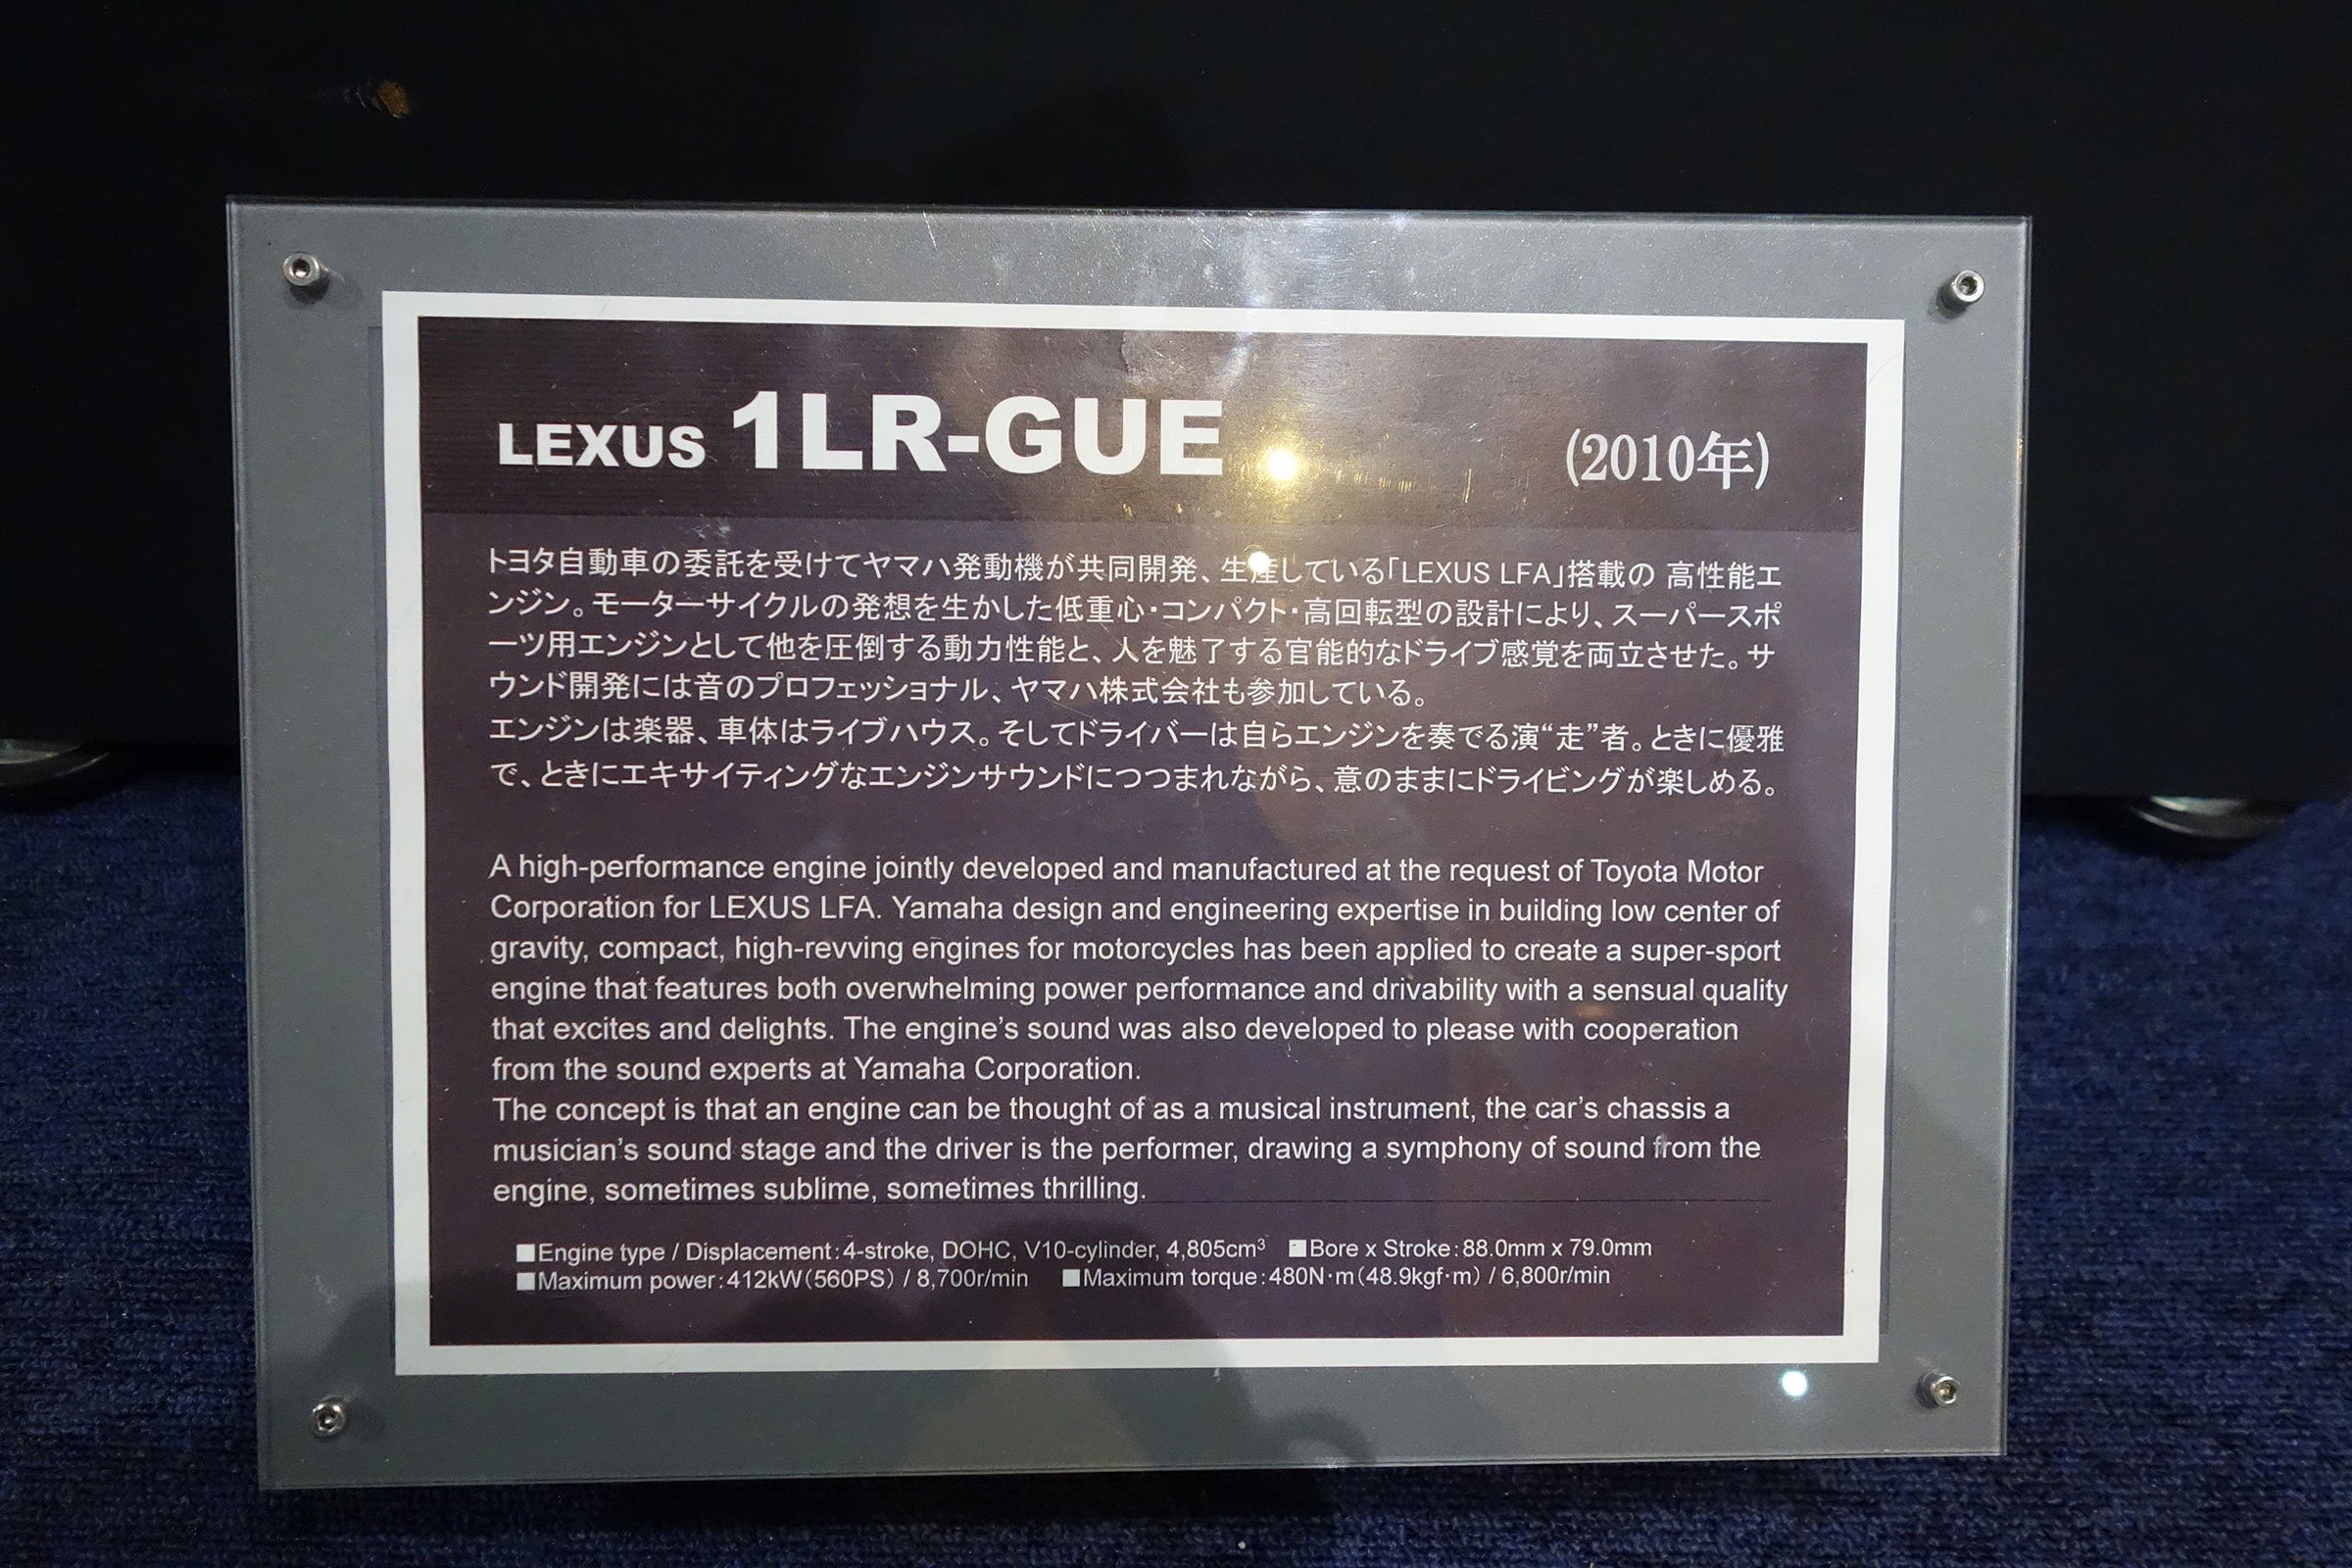 LEXUS 1LR-GUE (2010年)
トヨタ自動車の委託を受けてヤマハ発動機が共同開発、生産している「LEXUS LFA」搭載の 高性能エ
ンジン。モーターサイクルの発想を生かした低重心・コンパクト・高回転型の設計により、スーパースポ
ーツ用エンジンとして他を圧倒する動力性能と、人を魅了する官能的なドライブ感覚を両立させた。サ
ウンド開発には音のプロフェッショナル、ヤマハ株式会社も参加している。
エンジンは楽器、車体はライブハウス。そしてドライバーは自らエンジンを奏でる演“走”者。ときに優雅
で、ときにエキサイティングなエンジンサウンドにつつまれながら、意のままにドライビングが楽しめる。
A high-performance engine jointly developed and manufactured at the request of Toyota Motor
Corporation for LEXUS LFA. Yamaha design and engineering expertise in building low center of
gravity, compact, high-revving engines for motorcycles has been applied to create a super-sport
engine that features both overwhelming power performance and drivability with a sensual quality
that excites and delights. The engine’s sound was also developed to please with cooperation
from the sound experts at Yamaha Corporation.
The concept is that an engine can be thought of as a musical instrument, the car’s chassis a
musician’s sound stage and the driver is the performer, drawing a symphony of sound from the
engine, sometimes sublime, sometimes thrilling.
■Engine type / Displacement:4-stroke, DOHC, V10-cylinder, 4,805cm³ ■Bore x Stroke:88.0mm x 79.0mm
■Maximum power:412kW(560PS) / 8,700r/min ■Maximum torque:480N·m(48.9kgf·m) / 6,800r/min